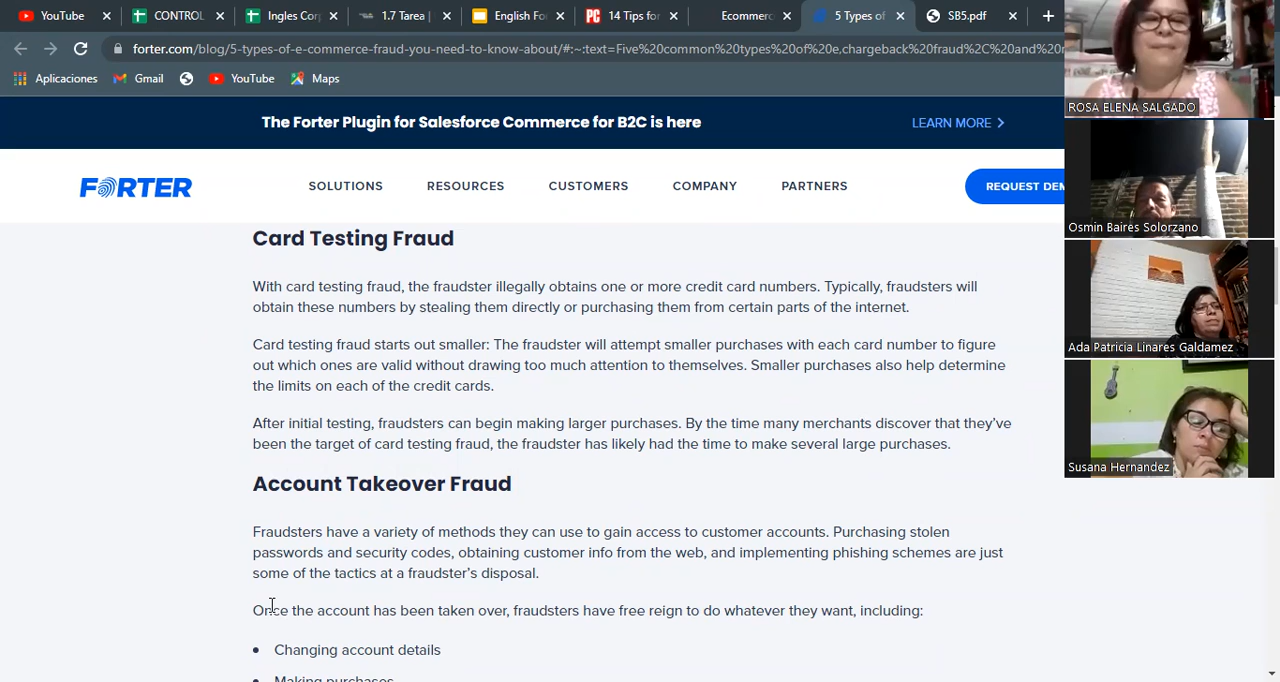 YouTube
CONTROL
Ingles Cor
1.7 Tarea |
English Fo
14 Tips for
Ecommerc
5 Types of
SB5.pdf
forter.com/blog/5-types-of-e-commerce-fraud-you-need-to-know-about/#:~:text=Five%20common%20types%20of%20e,chargeback%20fraud%2C%20and%20
Aplicaciones
Gmail
YouTube
Maps
The Forter Plugin for Salesforce Commerce for B2C is here
LEARN MORE
FORTER
SOLUTIONS
RESOURCES
CUSTOMERS
COMPANY
PARTNERS
REQUEST DEM
Card Testing Fraud
With card testing fraud, the fraudster illegally obtains one or more credit card numbers. Typically, fraudsters will
obtain these numbers by stealing them directly or purchasing them from certain parts of the internet.
Card testing fraud starts out smaller: The fraudster will attempt smaller purchases with each card number to figure
out which ones are valid without drawing too much attention to themselves. Smaller purchases also help determine
the limits on each of the credit cards.
After initial testing, fraudsters can begin making larger purchases. By the time many merchants discover that they've
been the target of card testing fraud, the fraudster has likely had the time to make several large purchases.
Account Takeover Fraud
Fraudsters have a variety of methods they can use to gain access to customer accounts. Purchasing stolen
passwords and security codes, obtaining customer info from the web, and implementing phishing schemes are just
some of the tactics at a fraudster's disposal.
Once the account has been taken over, fraudsters have free reign to do whatever they want, including:
• Changing account details
• Making purchases
ROSA ELENA SALGADO
Osmin Baires Solorzano
Ada Patricia Linares Galdamez
Susana Hernandez